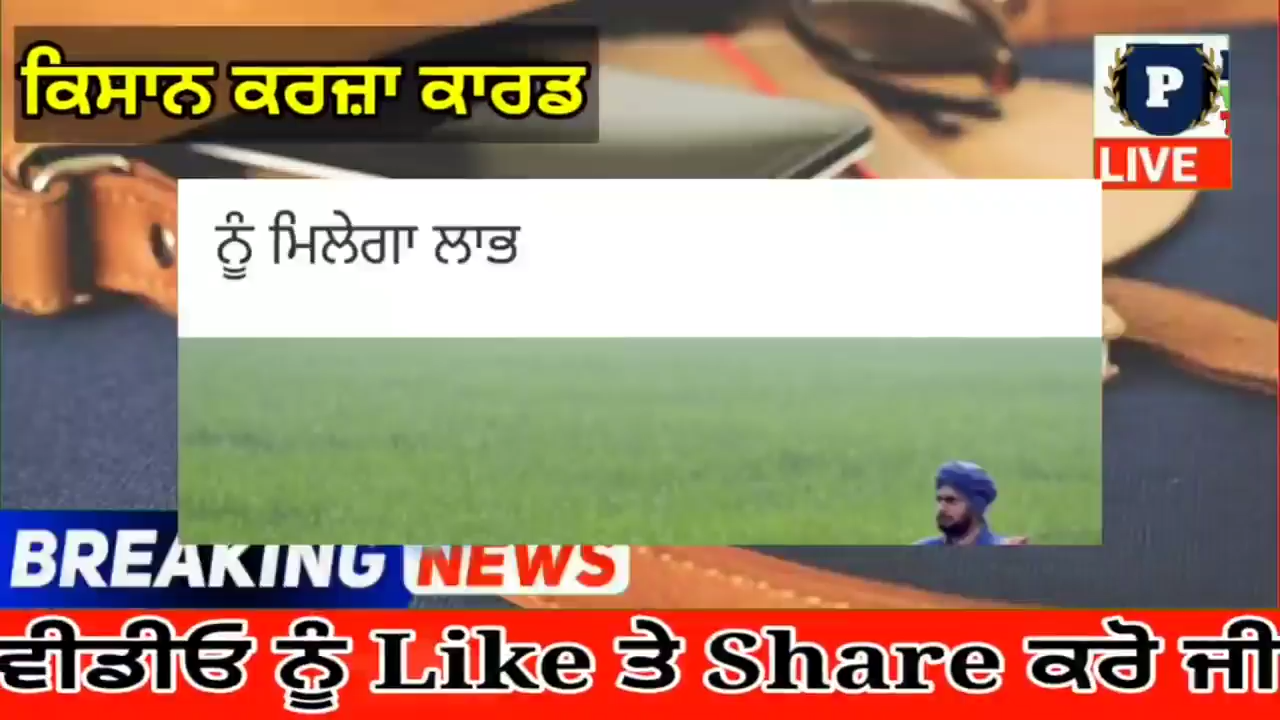 ਕਿਸਾਨ ਕਰਜ਼ਾ ਕਾਰਡ
P
LIVE
ਨੂੰ ਮਿਲੇਗਾ ਲਾਭ
BREAKING NEWS
ਵੀਡੀਓ ਨੂੰ Like ਤੇ Share ਕਰੋ ਜੀ